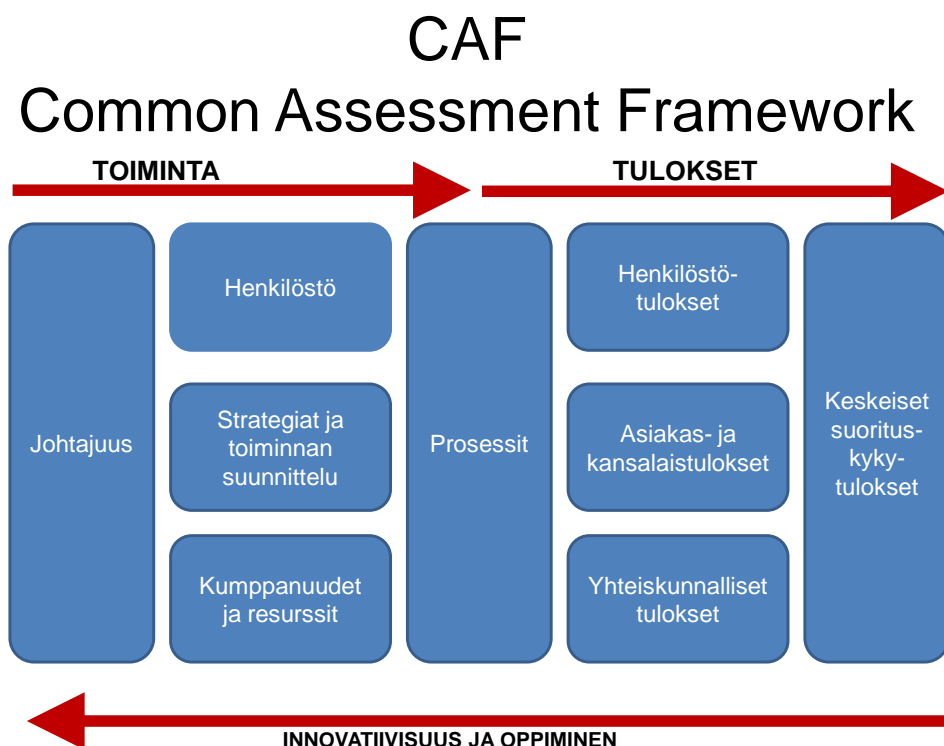 CAF
Common Assessment Framework
TOIMINTA
TULOKSET
Johtajuus
Henkilöstö
Strategiat ja
toiminnan
suunnittelu
Kumppanuudet
ja resurssit
Prosessit
Henkilöstö-
tulokset
Asiakas- ja
kansalaistulokset
Yhteiskunnalliset
tulokset
Keskeiset
suoritus-
kyky-
tulokset
INNOVATIIVISUUS JA OPPIMINEN